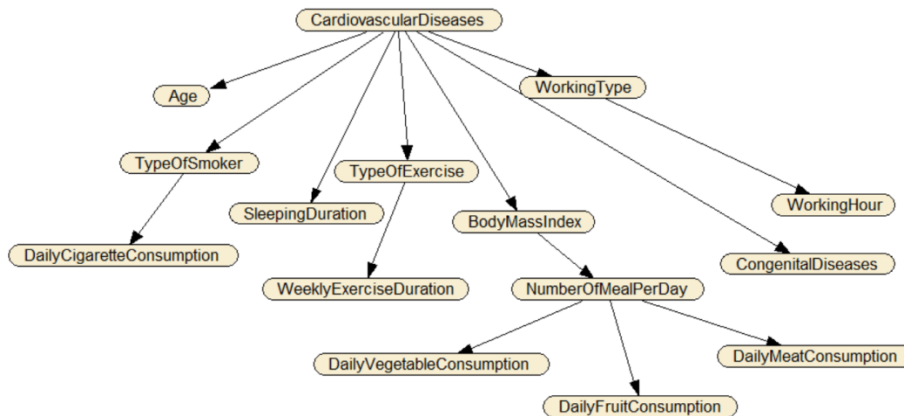 CardiovascularDiseases
Age
WorkingType
TypeOfSmoker
TypeOfExercise
SleepingDuration
BodyMassIndex
WorkingHour
DailyCigaretteConsumption
CongenitalDiseases
WeeklyExerciseDuration
NumberOfMealPerDay
DailyVegetableConsumption
DailyMeatConsumption
DailyFruitConsumption